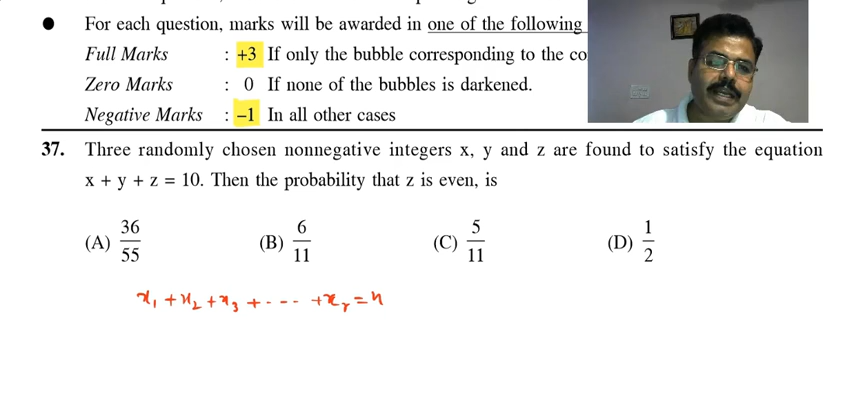 For each question, marks will be awarded in one of the following
Full Marks : +3 If only the bubble corresponding to the co
Zero Marks : 0 If none of the bubbles is darkened.
Negative Marks : –1 In all other cases
37. Three randomly chosen nonnegative integers x, y and z are found to satisfy the equation
x + y + z = 10. Then the probability that z is even, is
(A) 36/55 (B) 6/11 (C) 5/11 (D) 1/2
x₁ + x₂ + x₃ + ---- + xᵣ = n